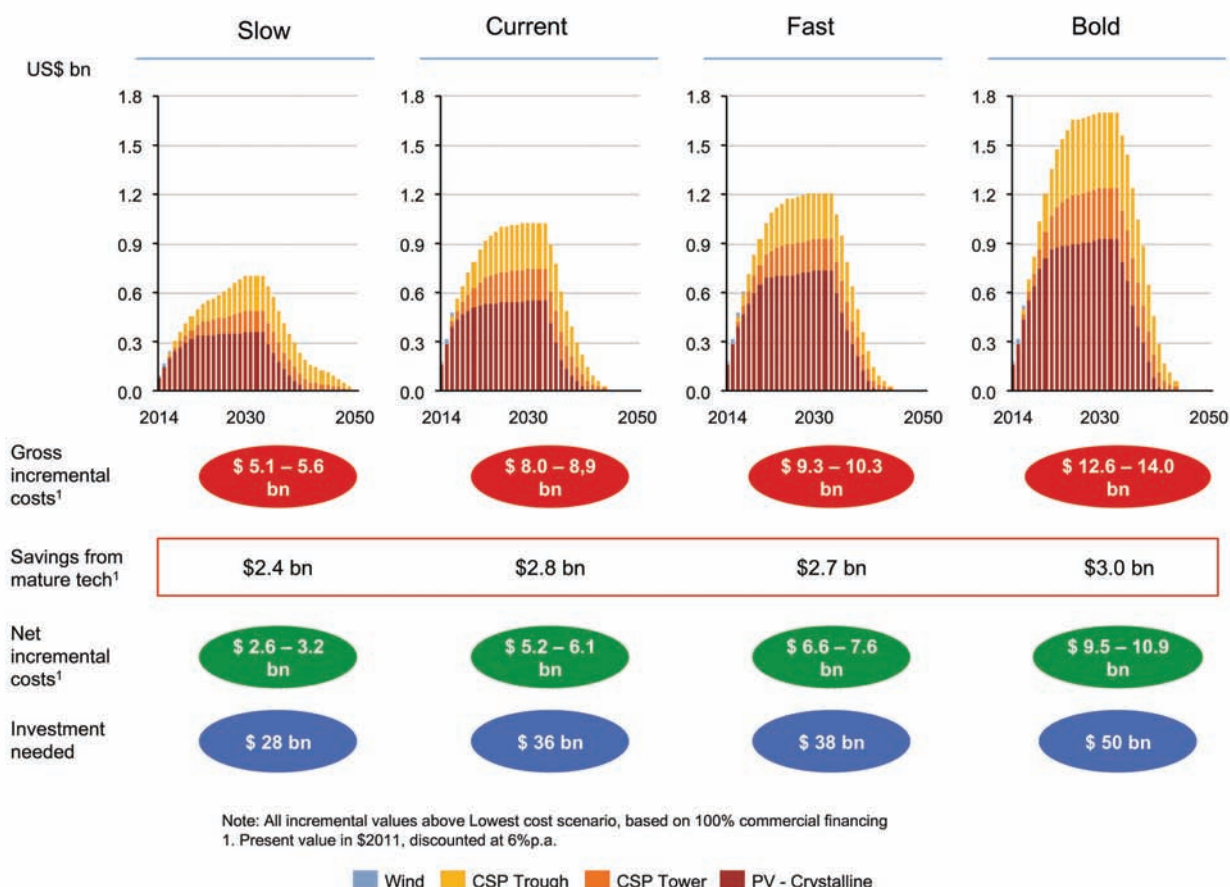 Slow Current Fast Bold
US$ bn
1.8 1.8 1.8 1.8
1.5 1.5 1.5 1.5
1.2 1.2 1.2 1.2
0.9 0.9 0.9 0.9
0.6 0.6 0.6 0.6
0.3 0.3 0.3 0.3
0.0 0.0 0.0 0.0
2014 2030 2050 2014 2030 2050 2014 2030 2050 2014 2030 2050
Gross
incremental
costs1
$ 5.1 – 5.6
bn
$ 8.0 – 8,9
bn
$ 9.3 – 10.3
bn
$ 12.6 – 14.0
bn
Savings from
mature tech1
$2.4 bn $2.8 bn $2.7 bn $3.0 bn
Net
incremental
costs1
$ 2.6 – 3.2
bn
$ 5.2 – 6.1
bn
$ 6.6 – 7.6
bn
$ 9.5 – 10.9
bn
Investment
needed
$ 28 bn $ 36 bn $ 38 bn $ 50 bn
Note: All incremental values above Lowest cost scenario, based on 100% commercial financing
1. Present value in $2011, discounted at 6%p.a.
Wind CSP Trough CSP Tower PV - Crystalline